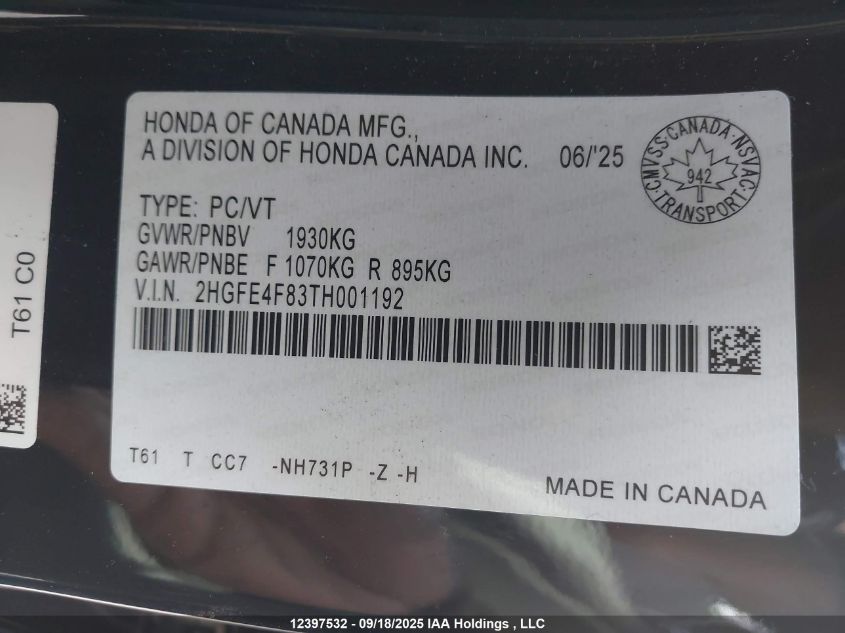 HONDA OF CANADA MFG.,
A DIVISION OF HONDA CANADA INC. 06/'25
CMVSS·CANADA·NSVAC·TRANSPORT·
942
TYPE: PC/VT
GVWR/PNBV 1930KG
GAWR/PNBE F 1070KG R 895KG
V.I.N. 2HGFE4F83TH001192
T61 T CC7 -NH731P -Z -H
MADE IN CANADA
T61 C0
12397532 - 09/18/2025 IAA Holdings , LLC